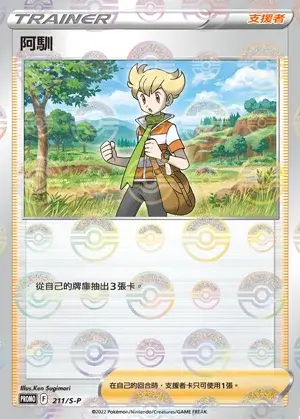 TRAINER
支援者
阿馴
從自己的牌庫抽出3張卡。
Illus.Ken Sugimori
PROMO F 211/S-P
在自己的回合時,支援者卡只可使用1張。
©2022 Pokémon/Nintendo/Creatures/GAME FREAK.